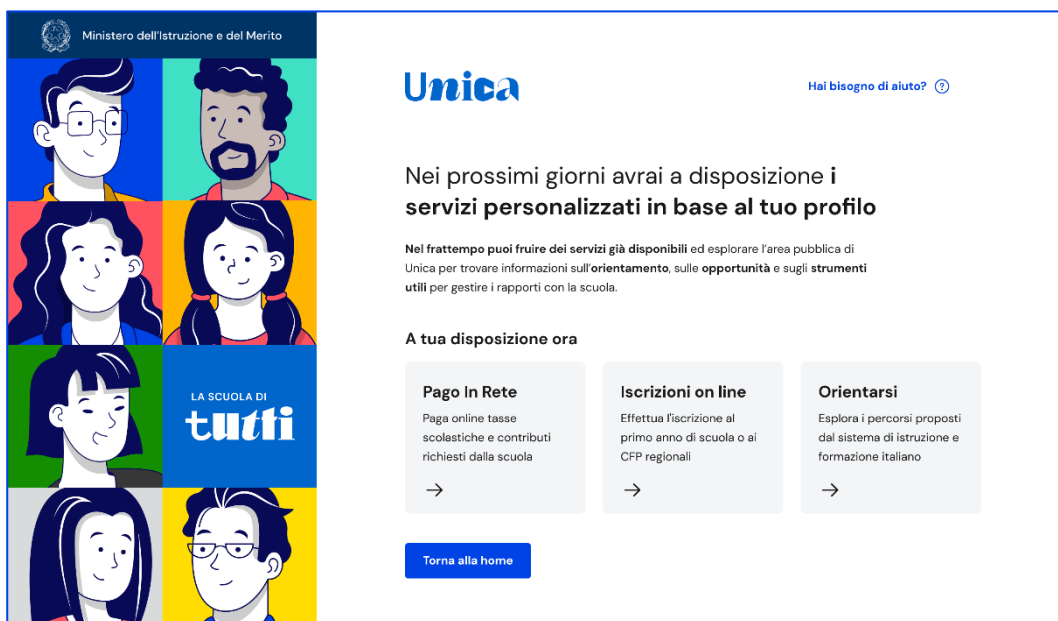 Ministero dell'Istruzione e del Merito
Unica
Hai bisogno di aiuto? ?
Nei prossimi giorni avrai a disposizione i
servizi personalizzati in base al tuo profilo
Nel frattempo puoi fruire dei servizi già disponibili ed esplorare l'area pubblica di
Unica per trovare informazioni sull'orientamento, sulle opportunità e sugli strumenti
utili per gestire i rapporti con la scuola.
A tua disposizione ora
Pago In Rete
Paga online tasse
scolastiche e contributi
richiesti dalla scuola
Iscrizioni on line
Effettua l'iscrizione al
primo anno di scuola o ai
CFP regionali
Orientarsi
Esplora i percorsi proposti
dal sistema di istruzione e
formazione italiano
Torna alla home
LA SCUOLA DI
tutti